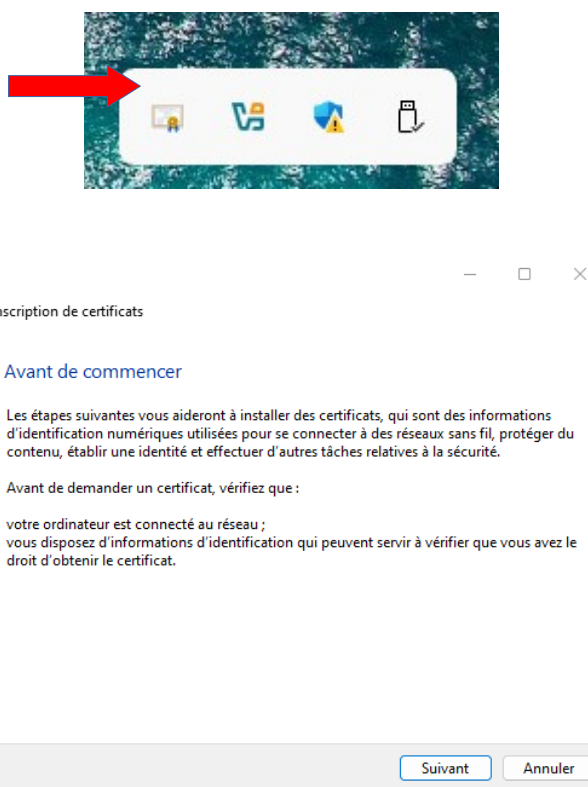 nscription de certificats
Avant de commencer
Les étapes suivantes vous aideront à installer des certificats, qui sont des informations
d'identification numériques utilisées pour se connecter à des réseaux sans fil, protéger du
contenu, établir une identité et effectuer d'autres tâches relatives à la sécurité.
Avant de demander un certificat, vérifiez que :
votre ordinateur est connecté au réseau ;
vous disposez d'informations d'identification qui peuvent servir à vérifier que vous avez le
droit d'obtenir le certificat.
Suivant
Annuler